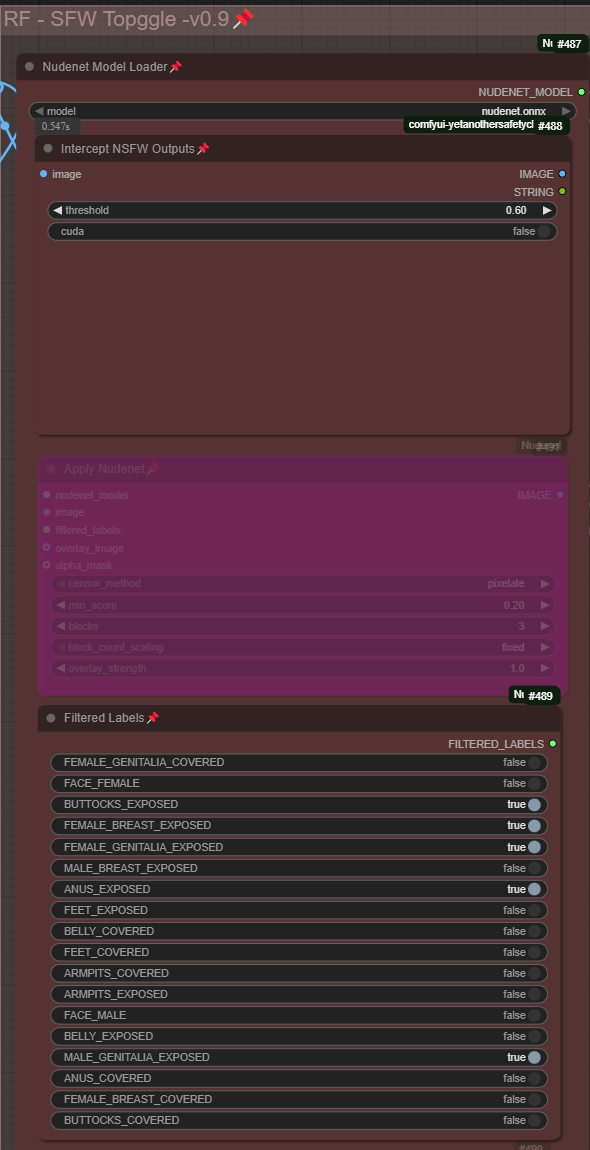 RF - SFW Topggle -v0.9
#487
Nudenet Model Loader
NUDENET_MODEL
model nudenet.onnx
0.547s comfyui-yetanothersafetycl #488
Intercept NSFW Outputs
image IMAGE
STRING
threshold 0.60
cuda false
#491
Apply Nudenet
nudenet_model IMAGE
image
filtered_labels
overlay_image
alpha_mask
censor_method pixelate
min_score 0.20
blocks 3
block_count_scaling fixed
overlay_strength 1.0
#489
Filtered Labels
FILTERED_LABELS
FEMALE_GENITALIA_COVERED false
FACE_FEMALE false
BUTTOCKS_EXPOSED true
FEMALE_BREAST_EXPOSED true
FEMALE_GENITALIA_EXPOSED true
MALE_BREAST_EXPOSED false
ANUS_EXPOSED true
FEET_EXPOSED false
BELLY_COVERED false
FEET_COVERED false
ARMPITS_COVERED false
ARMPITS_EXPOSED false
FACE_MALE false
BELLY_EXPOSED false
MALE_GENITALIA_EXPOSED true
ANUS_COVERED false
FEMALE_BREAST_COVERED false
BUTTOCKS_COVERED false
#490